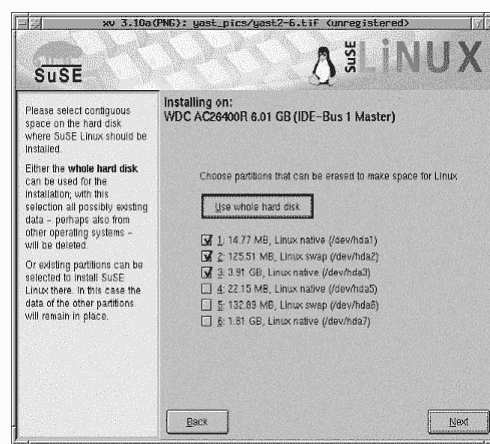 xv 3.10a(PNG): yast_pics/yast2-6.tif <unregistered>
SuSE
SuSE LiNUX
Please select contiguous
space on the hard disk
where SuSE Linux should be
installed.
Either the whole hard disk
can be used for the
installation; with this
selection all possibly existing
data - perhaps also from
other operating systems -
will be deleted.
Or existing partitions can be
selected to install SuSE
Linux there. In this case the
data of the other partitions
will remain in place.
Installing on:
WDC AC26400R 6.01 GB (IDE-Bus 1 Master)
Choose partitions that can be erased to make space for Linux
Use whole hard disk
1: 14.77 MB, Linux native (/dev/hda1)
2: 125.51 MB, Linux swap (/dev/hda2)
3: 3.91 GB, Linux native (/dev/hda3)
4: 22.15 MB, Linux native (/dev/hda5)
5: 132.89 MB, Linux swap (/dev/hda6)
6: 1.81 GB, Linux native (/dev/hda7)
Back
Next